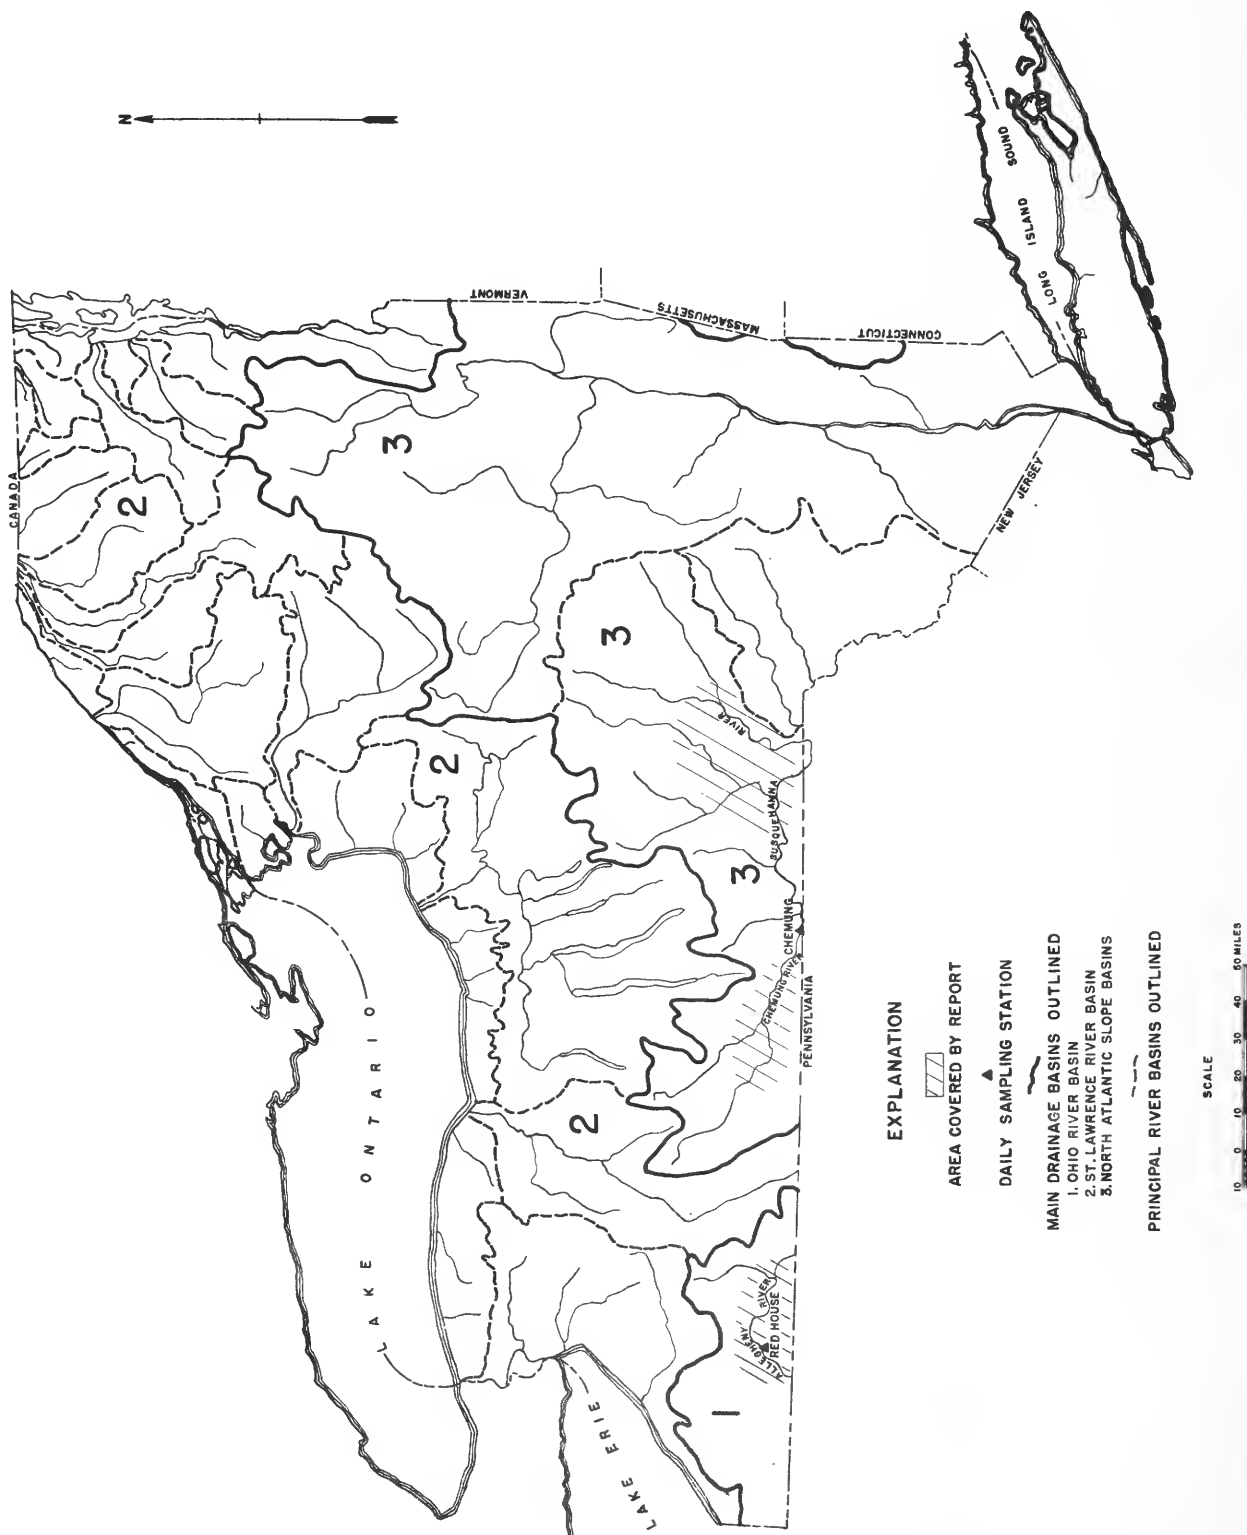 N
CANADA
VERMONT
MASSACHUSETTS
CONNECTICUT
LONG ISLAND SOUND
NEW JERSEY
2
3
3
2
3
2
1
LAKE ONTARIO
LAKE ERIE
RIVER
SUSQUEHANNA
CHEMUNG
CHEMUNG RIVER
PENNSYLVANIA
ALLEGHENY RIVER
RED HOUSE
EXPLANATION
AREA COVERED BY REPORT
DAILY SAMPLING STATION
MAIN DRAINAGE BASINS OUTLINED
1. OHIO RIVER BASIN
2. ST. LAWRENCE RIVER BASIN
3. NORTH ATLANTIC SLOPE BASINS
PRINCIPAL RIVER BASINS OUTLINED
SCALE
10 0 10 20 30 40 50 MILES